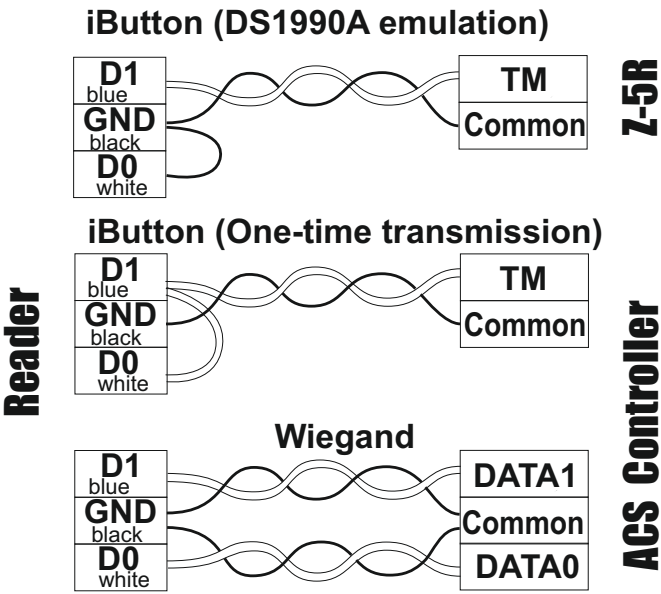 iButton (DS1990A emulation)
D1
blue
GND
black
D0
white
TM
Common
Z-5R
iButton (One-time transmission)
D1
blue
GND
black
D0
white
TM
Common
Reader
ACS Controller
Wiegand
D1
blue
GND
black
D0
white
DATA1
Common
DATA0